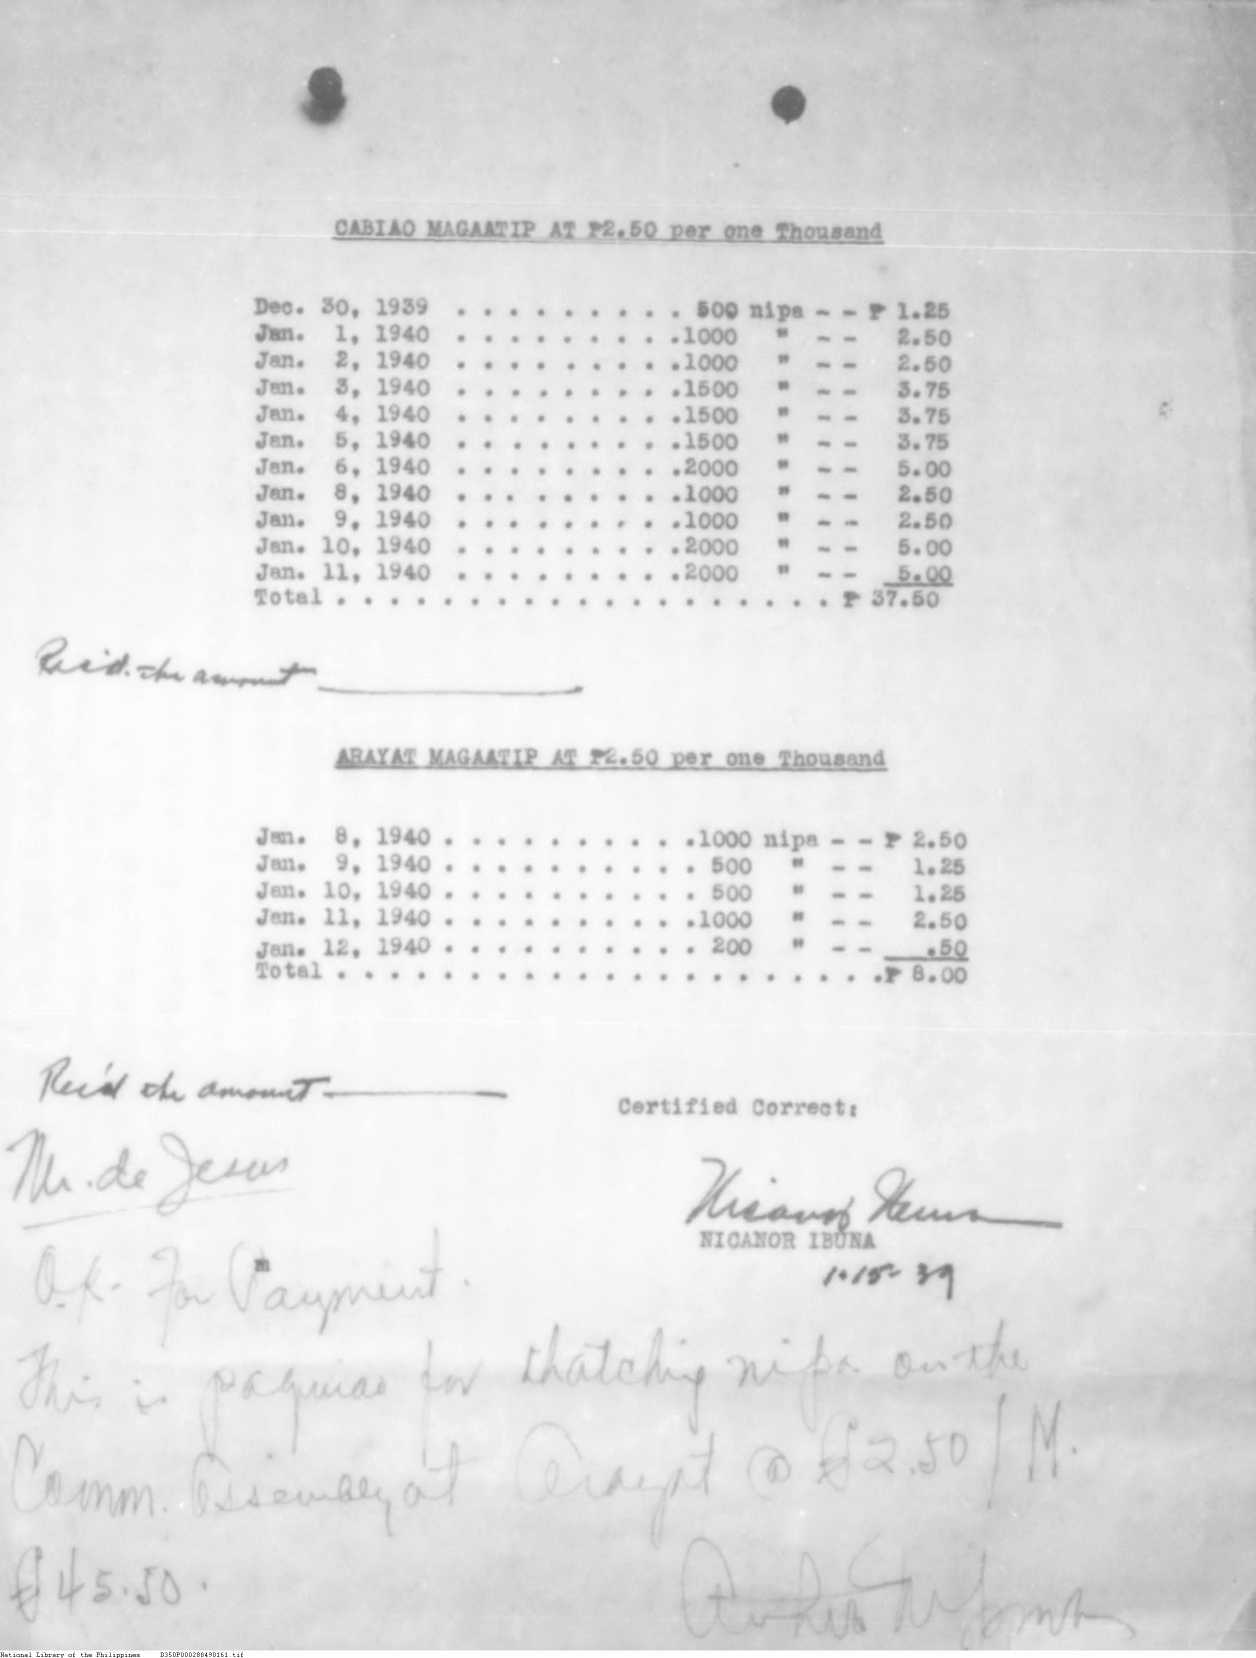 CABIAO MAGAATIP AT ₱2.50 per one Thousand
Dec. 30, 1939 . . . . . . . . . 500 nipa - - ₱ 1.25
Jan. 1, 1940 . . . . . . . . .1000 " - - 2.50
Jan. 2, 1940 . . . . . . . . .1000 " - - 2.50
Jan. 3, 1940 . . . . . . . . .1500 " - - 3.75
Jan. 4, 1940 . . . . . . . . .1500 " - - 3.75
Jan. 5, 1940 . . . . . . . . .1500 " - - 3.75
Jan. 6, 1940 . . . . . . . . .2000 " - - 5.00
Jan. 8, 1940 . . . . . . . . .1000 " - - 2.50
Jan. 9, 1940 . . . . . . . . .1000 " - - 2.50
Jan. 10, 1940 . . . . . . . . .2000 " - - 5.00
Jan. 11, 1940 . . . . . . . . .2000 " - - 5.00
Total . . . . . . . . . . . . . . . . . . . ₱ 37.50
Rec'd. the amount
ARAYAT MAGAATIP AT ₱2.50 per one Thousand
Jan. 8, 1940 . . . . . . . . . .1000 nipa - - ₱ 2.50
Jan. 9, 1940 . . . . . . . . . . 500 " - - 1.25
Jan. 10, 1940 . . . . . . . . . . 500 " - - 1.25
Jan. 11, 1940 . . . . . . . . . .1000 " - - 2.50
Jan. 12, 1940 . . . . . . . . . . 200 " - - .50
Total . . . . . . . . . . . . . . . . . . . . .₱ 8.00
Rec'd the amount
Certified Correct:
Mr. de Jesus
NICANOR IBUNA
1-15-39
O.K. For Payment.
This is paquiao for thatching nipa on the
Comm. Assembly at Arayat @ ₱2.50/M.
₱45.50.
National Library of the Philippines D350P000288490161.tif